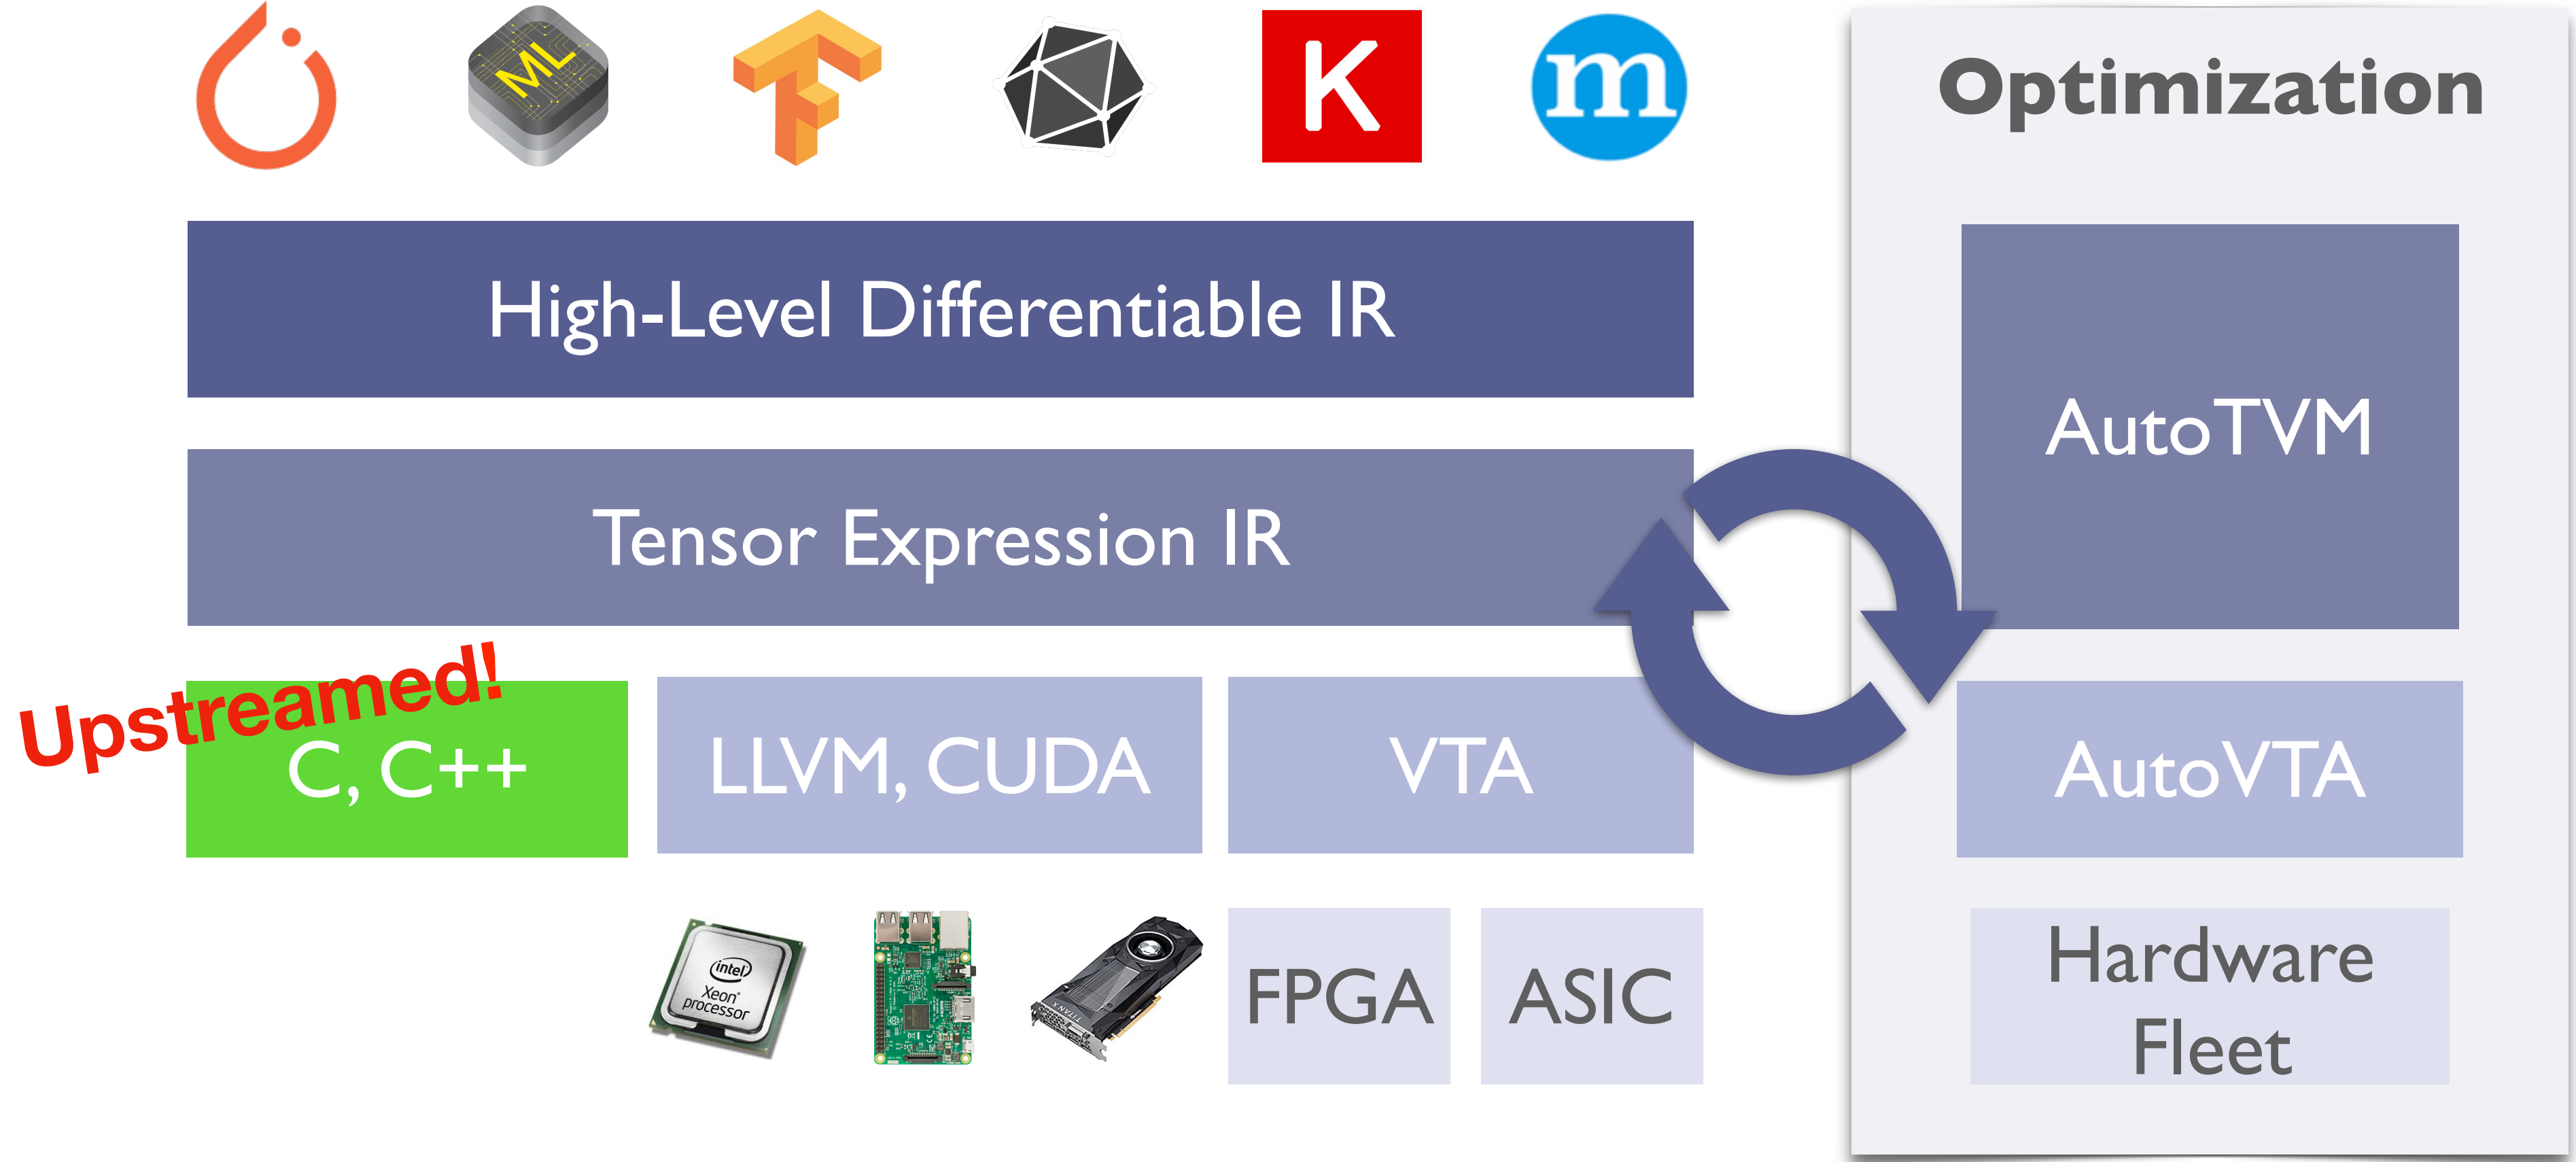 ML
K
m
Optimization
High-Level Differentiable IR
AutoTVM
Tensor Expression IR
Upstreamed!
C, C++
LLVM, CUDA
VTA
AutoVTA
intel
Xeon®
processor
TITAN X
FPGA
ASIC
Hardware
Fleet